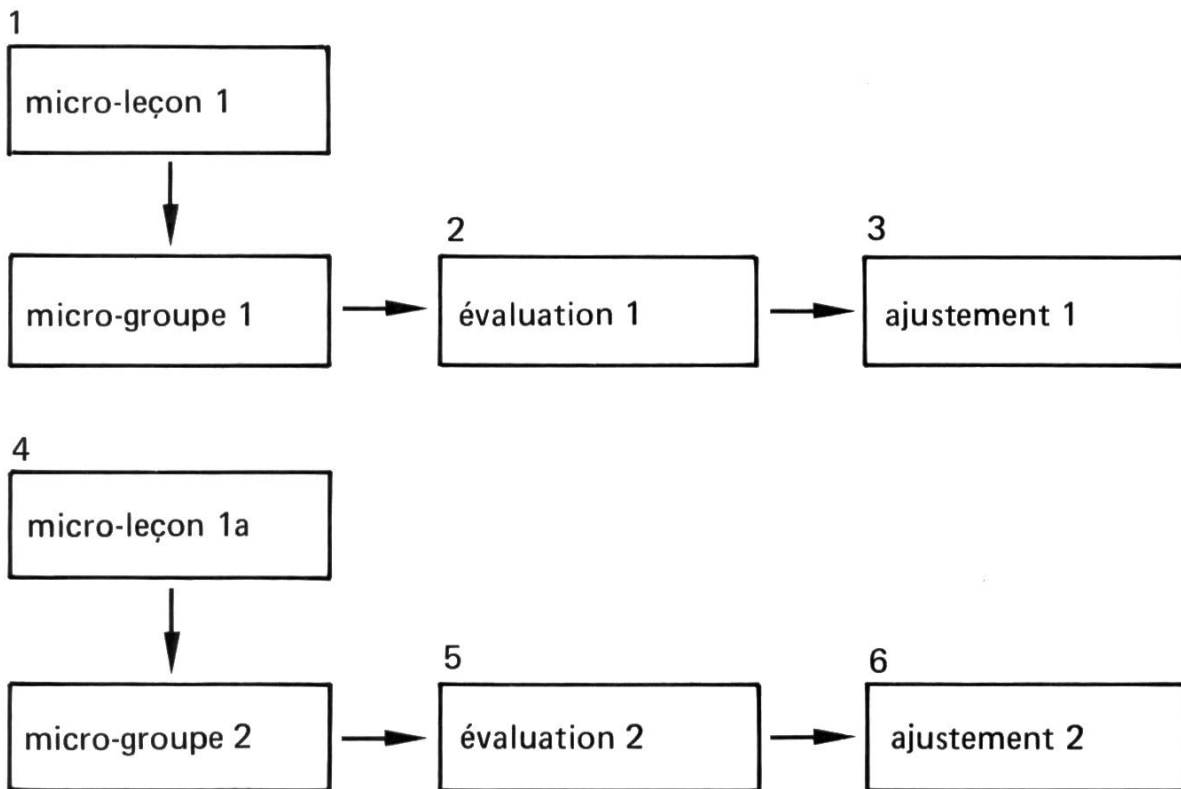 1
micro-leçon 1
2
3
micro-groupe 1
évaluation 1
ajustement 1
4
micro-leçon 1a
5
6
micro-groupe 2
évaluation 2
ajustement 2